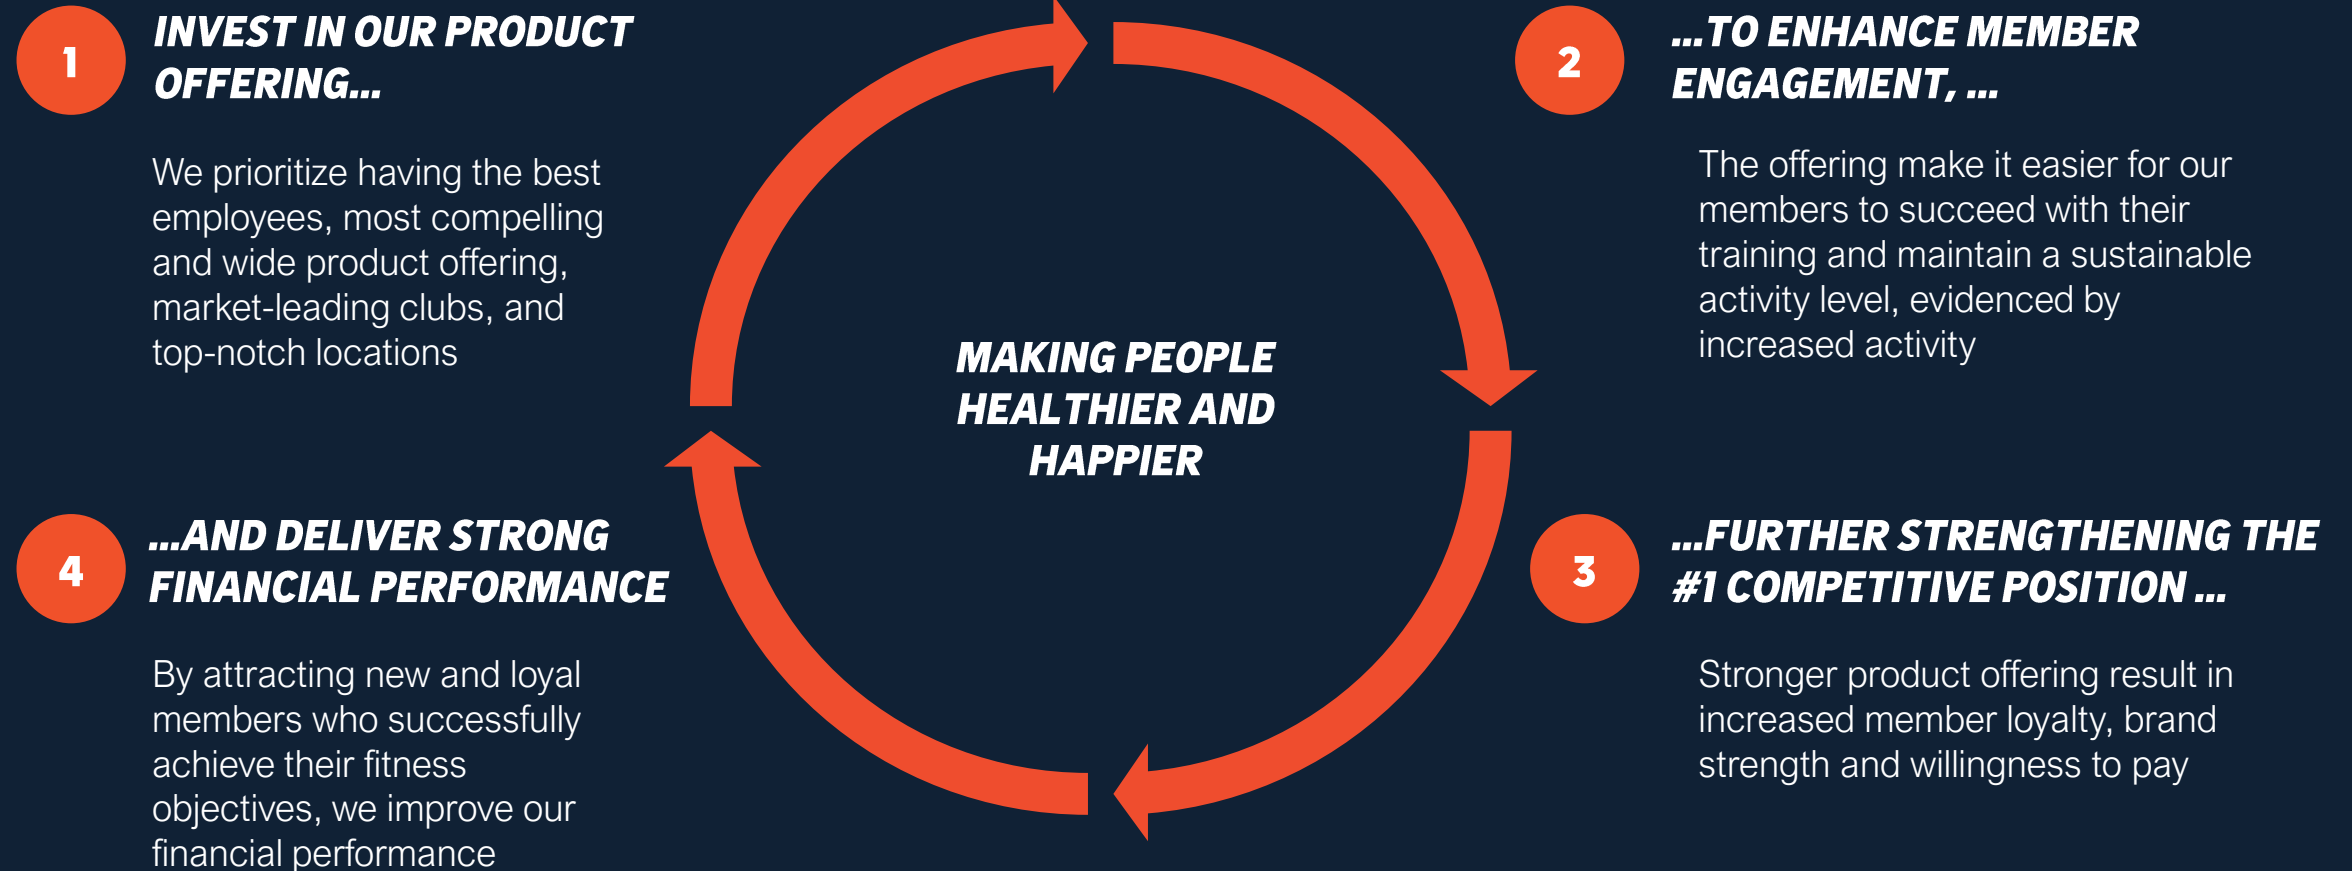 1
INVEST IN OUR PRODUCT
OFFERING...
We prioritize having the best
employees, most compelling
and wide product offering,
market-leading clubs, and
top-notch locations
2
...TO ENHANCE MEMBER
ENGAGEMENT, ...
The offering make it easier for our
members to succeed with their
training and maintain a sustainable
activity level, evidenced by
increased activity
MAKING PEOPLE
HEALTHIER AND
HAPPIER
3
...FURTHER STRENGTHENING THE
#1 COMPETITIVE POSITION ...
Stronger product offering result in
increased member loyalty, brand
strength and willingness to pay
4
...AND DELIVER STRONG
FINANCIAL PERFORMANCE
By attracting new and loyal
members who successfully
achieve their fitness
objectives, we improve our
financial performance